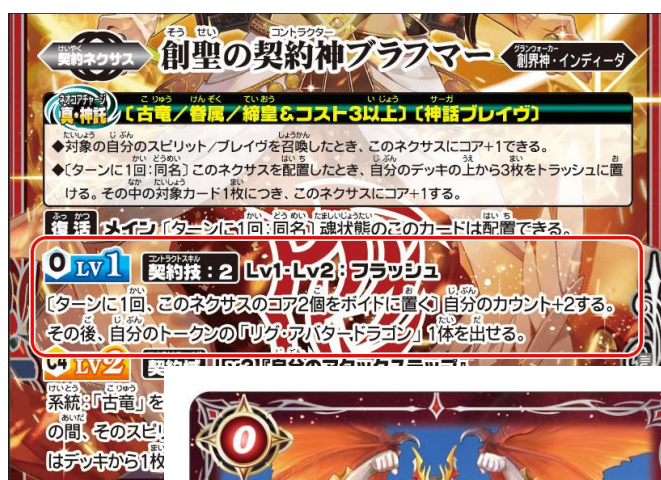 契約ネクサス 創聖の契約神ブラフマー 創界神・インディーダ
真・神託 〔古竜/眷属/締皇&コスト3以上〕〔神話ブレイヴ〕
◆対象の自分のスピリット/ブレイヴを召喚したとき、このネクサスにコア+1できる。
◆〔ターンに1回:同名〕このネクサスを配置したとき、自分のデッキの上から3枚をトラッシュに置
ける。その中の対象カード1枚につき、このネクサスにコア+1する。
復活 メイン〔ターンに1回:同名〕魂状態のこのカードは配置できる。
0 LV1 契約技:2 Lv1・Lv2:フラッシュ
〔ターンに1回、このネクサスのコア2個をボイドに置く〕自分のカウント+2する。
その後、自分のトークンの「リグ・アバタードラゴン」1体を出せる。
C4 LV2 Lv2『自分のアタックステップ』
系統:「古竜」を
の間、そのスピ
はデッキから1枚
0